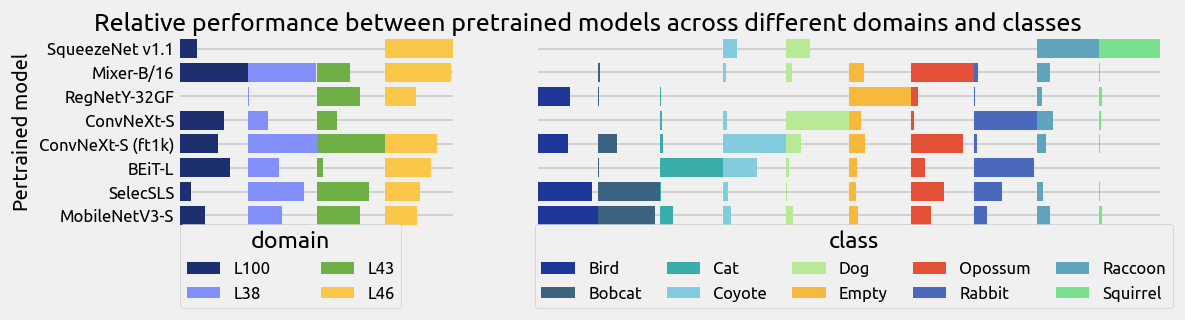 Relative performance between pretrained models across different domains and classes
Pertrained model
SqueezeNet v1.1
Mixer-B/16
RegNetY-32GF
ConvNeXt-S
ConvNeXt-S (ft1k)
BEiT-L
SelecSLS
MobileNetV3-S
domain
L100 L43
L38 L46
class
Bird Cat Dog Opossum Raccoon
Bobcat Coyote Empty Rabbit Squirrel